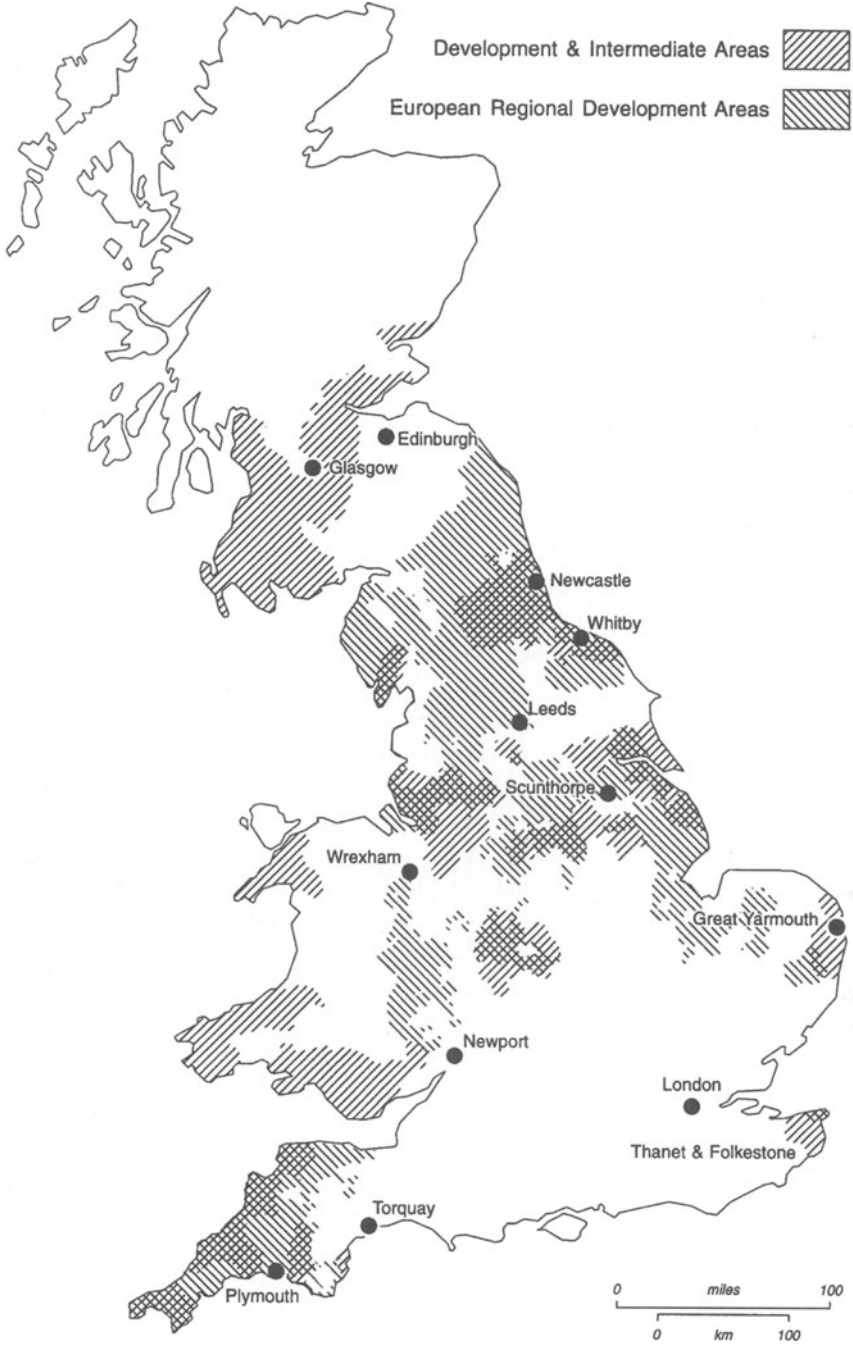 Development & Intermediate Areas
European Regional Development Areas
Edinburgh
Glasgow
Newcastle
Whitby
Leeds
Scunthorpe
Wrexham
Great Yarmouth
Newport
London
Thanet & Folkestone
Torquay
Plymouth
0 miles 100
0 km 100